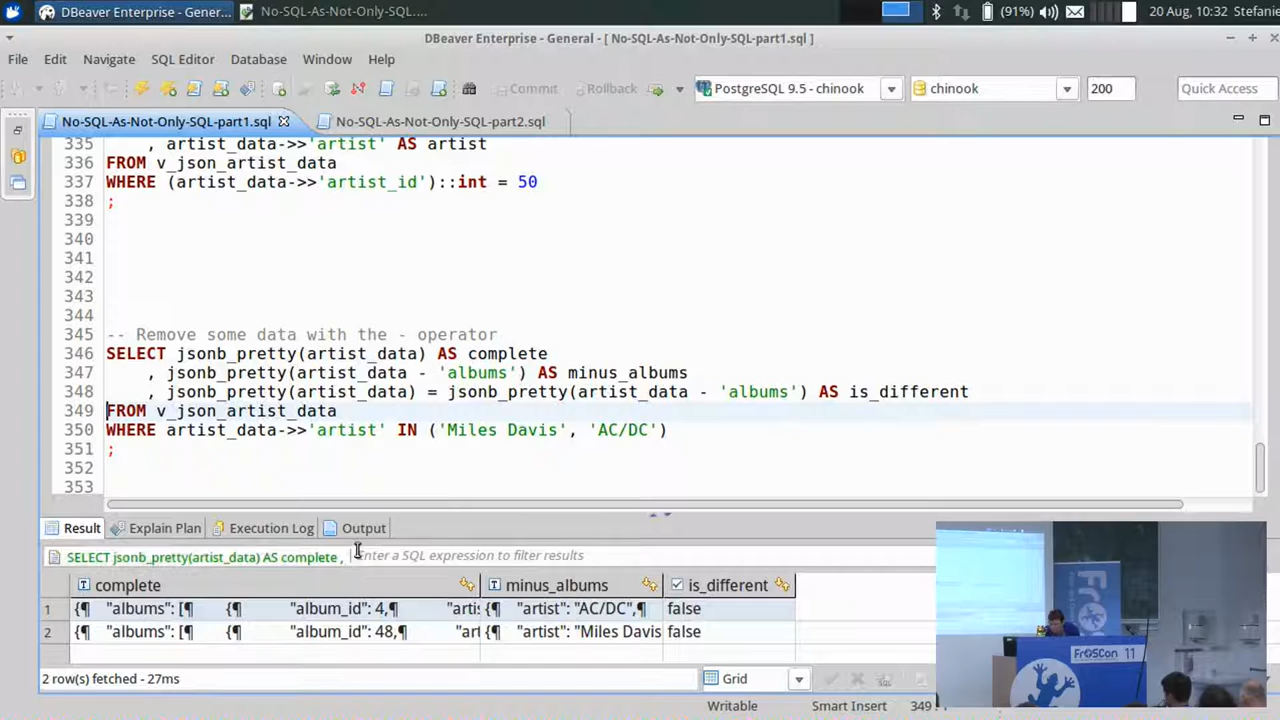 DBeaver Enterprise - Gener...
No-SQL-As-Not-Only-SQL....
(91%)
20 Aug, 10:32
Stefanie
DBeaver Enterprise - General - [ No-SQL-As-Not-Only-SQL-part1.sql ]
File Edit Navigate SQL Editor Database Window Help
Commit Rollback PostgreSQL 9.5 - chinook chinook 200 Quick Access
No-SQL-As-Not-Only-SQL-part1.sql No-SQL-As-Not-Only-SQL-part2.sql
335 , artist_data->>'artist' AS artist
336 FROM v_json_artist_data
337 WHERE (artist_data->>'artist_id')::int = 50
338 ;
339
340
341
342
343
344
345 -- Remove some data with the - operator
346 SELECT jsonb_pretty(artist_data) AS complete
347 , jsonb_pretty(artist_data - 'albums') AS minus_albums
348 , jsonb_pretty(artist_data) = jsonb_pretty(artist_data - 'albums') AS is_different
349 FROM v_json_artist_data
350 WHERE artist_data->>'artist' IN ('Miles Davis', 'AC/DC')
351 ;
352
353
Result Explain Plan Execution Log Output
SELECT jsonb_pretty(artist_data) AS complete , Enter a SQL expression to filter results
complete minus_albums is_different
1 {¶ "albums": [¶ {¶ "album_id": 4,¶ "artis {¶ "artist": "AC/DC",¶ false
2 {¶ "albums": [¶ {¶ "album_id": 48,¶ "art {¶ "artist": "Miles Davis false
2 row(s) fetched - 27ms
Grid
Writable Smart Insert 349 :
FrOSCon 11